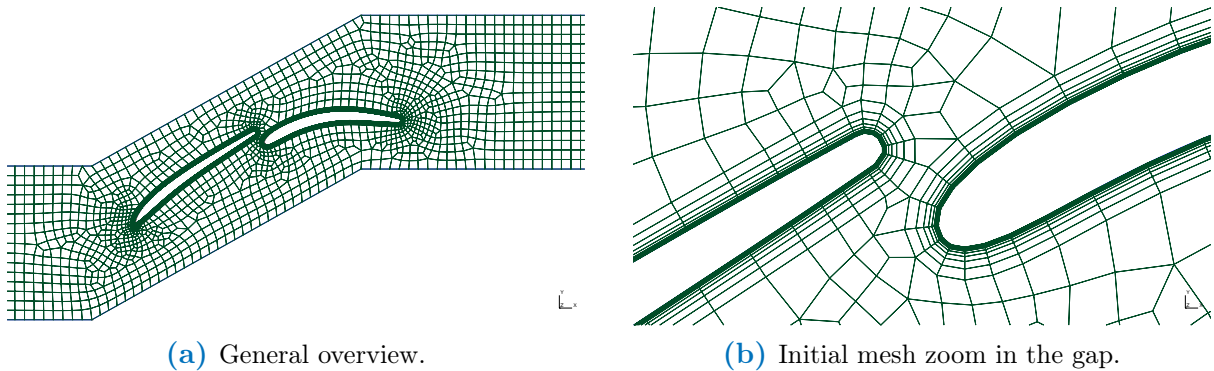 Y
Z X
Y
Z X
(a) General overview.
(b) Initial mesh zoom in the gap.